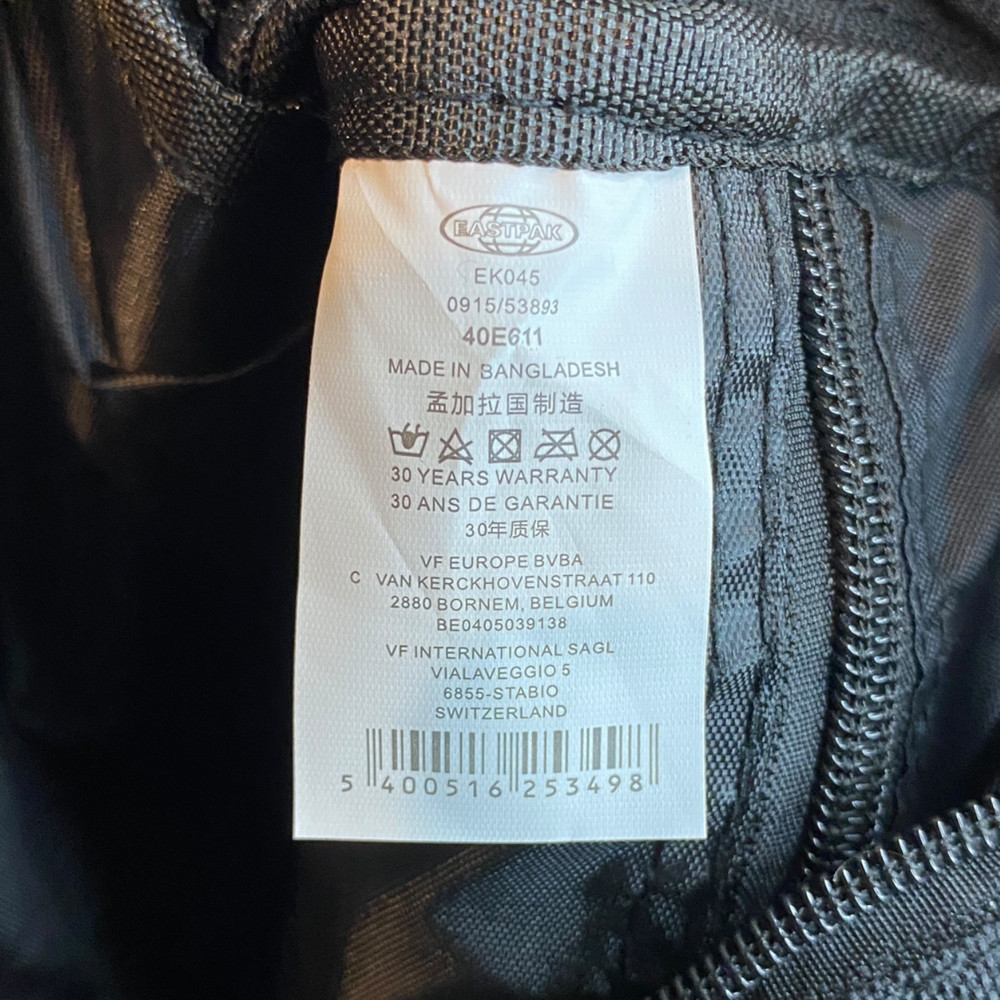 EASTPAK
EK045
0915/53893
40E611
MADE IN BANGLADESH
孟加拉国制造
30 YEARS WARRANTY
30 ANS DE GARANTIE
30年质保
VF EUROPE BVBA
C VAN KERCKHOVENSTRAAT 110
2880 BORNEM, BELGIUM
BE0405039138
VF INTERNATIONAL SAGL
VIALAVEGGIO 5
6855-STABIO
SWITZERLAND
5 400516 253498